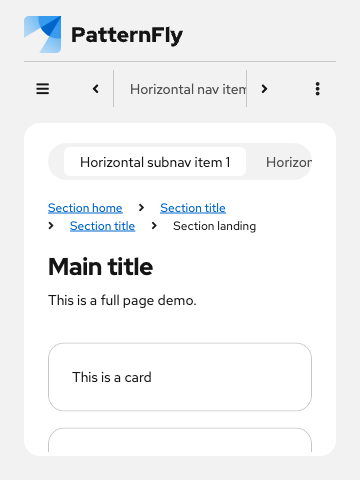 PatternFly
Horizontal nav item
Horizontal subnav item 1 Horizon
Section home Section title
Section title Section landing
Main title
This is a full page demo.
This is a card